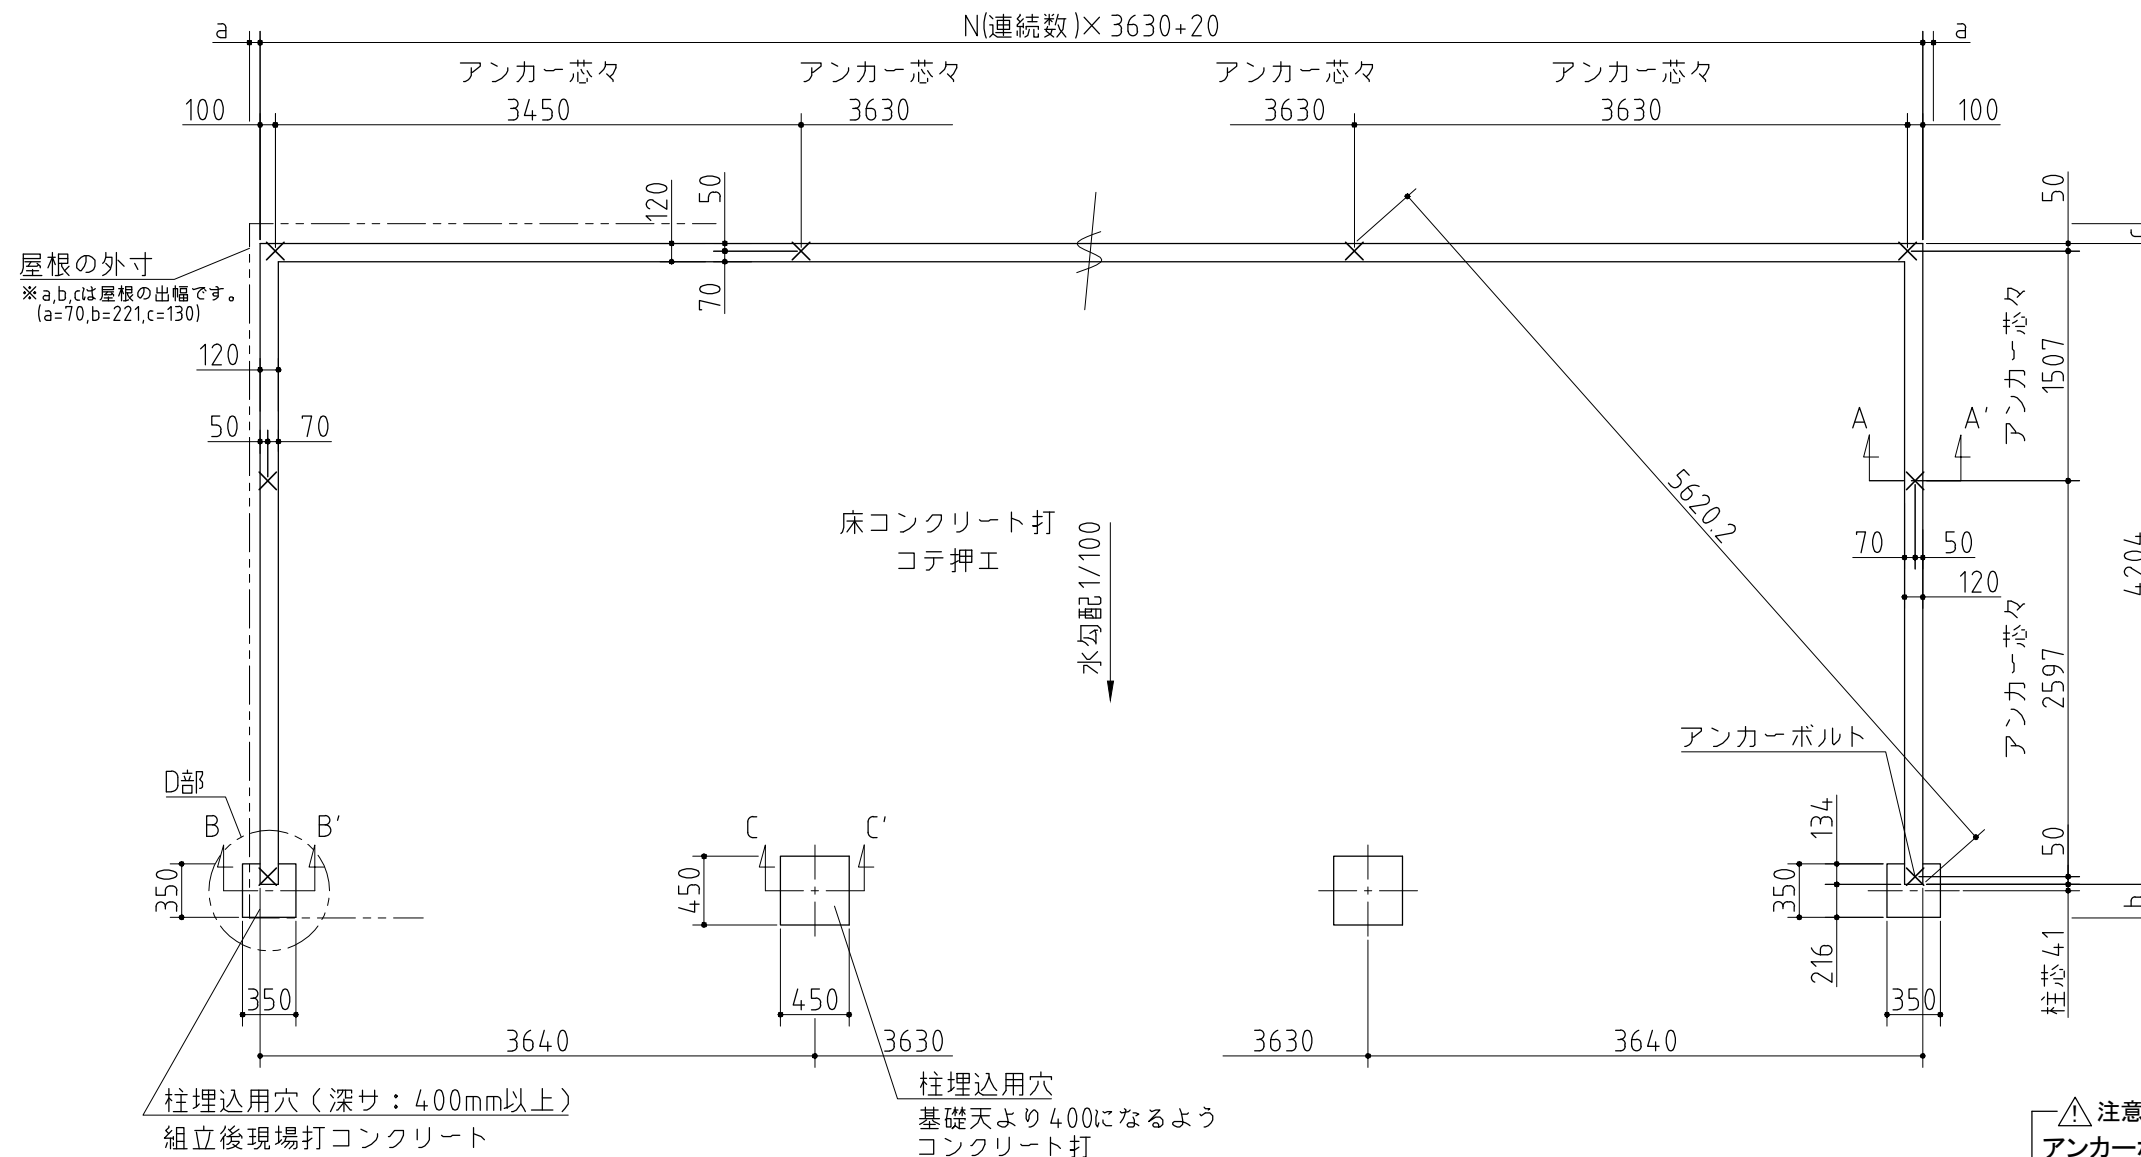 N(連続数)×3630+20
a
a
アンカー芯々
アンカー芯々
アンカー芯々
アンカー芯々
100
3450
3630
3630
3630
100
120
50
70
50
c
屋根の外寸
※a,b,cは屋根の出幅です。
(a=70,b=221,c=130)
120
50
70
アンカー芯々
1507
A
A'
床コンクリート打
コテ押エ
水勾配1/100
5620.2
70
50
120
4204
アンカー芯々
2597
アンカーボルト
D部
B
B'
C
C'
350
450
134
350
216
50
b
柱芯41
350
450
350
3640
3630
3630
3640
柱埋込用穴(深サ:400mm以上)
組立後現場打コンクリート
柱埋込用穴
基礎天より400になるよう
コンクリート打
注意
アンカーボ